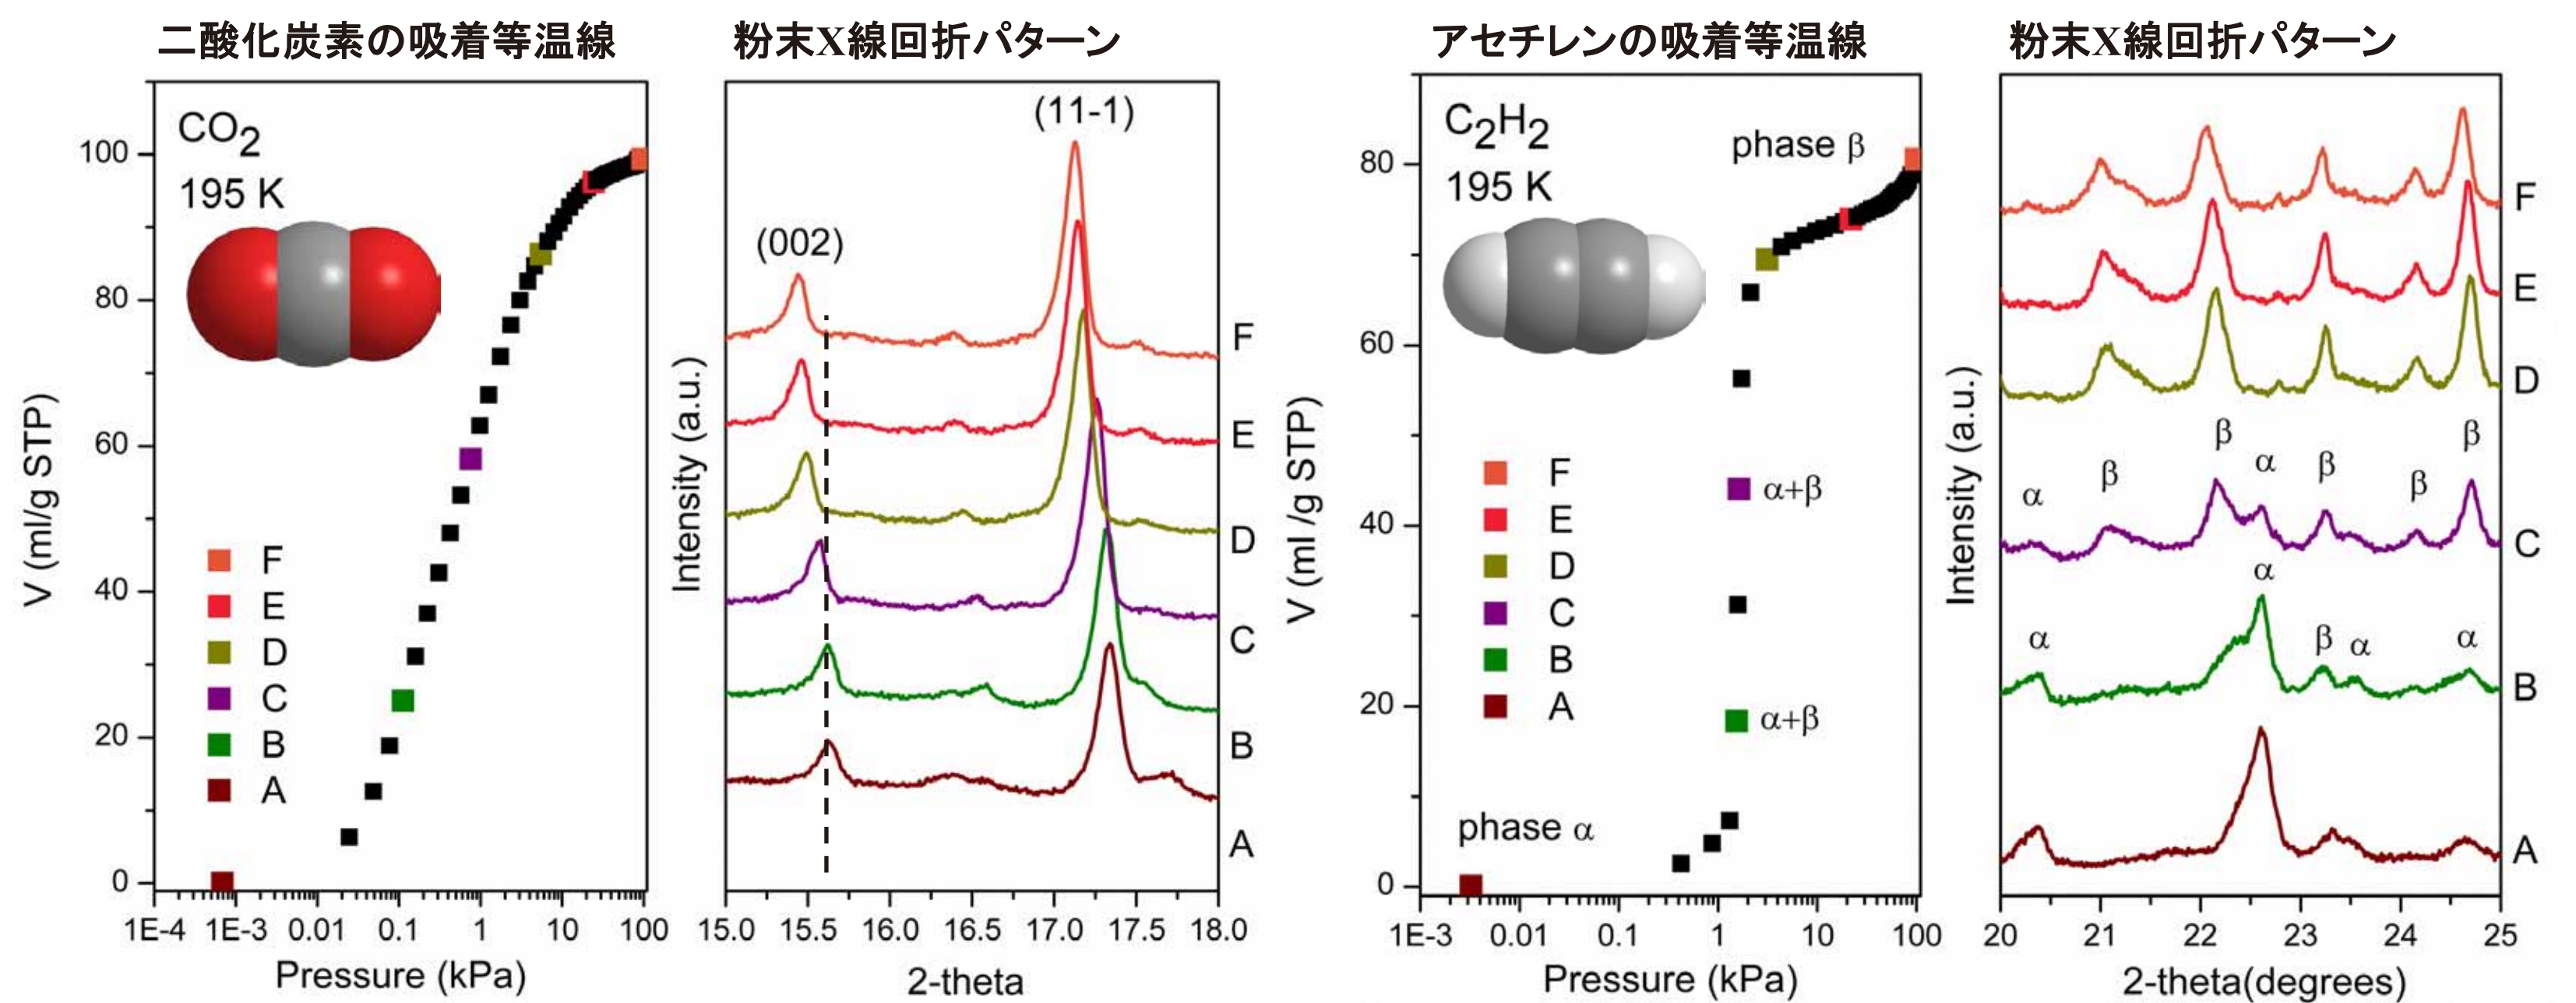 二酸化炭素の吸着等温線
CO2
195 K
100
80
60
40
20
0
V (ml/g STP)
F
E
D
C
B
A
1E-4 1E-3 0.01 0.1 1 10 100
Pressure (kPa)
粉末X線回折パターン
(11-1)
(002)
Intensity (a.u.)
F
E
D
C
B
A
15.0 15.5 16.0 16.5 17.0 17.5 18.0
2-theta
アセチレンの吸着等温線
C2H2
195 K
phase β
80
60
40
20
0
V (ml /g STP)
F
E
D
C
B
A
α+β
α+β
phase α
1E-3 0.01 0.1 1 10 100
Pressure (kPa)
粉末X線回折パターン
Intensity (a.u.)
F
E
D
α β β α β β β
C
α α β α α
B
A
20 21 22 23 24 25
2-theta(degrees)